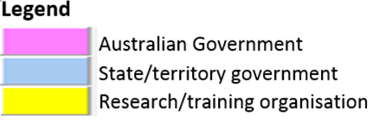 Legend
Australian Government
State/territory government
Research/training organisation